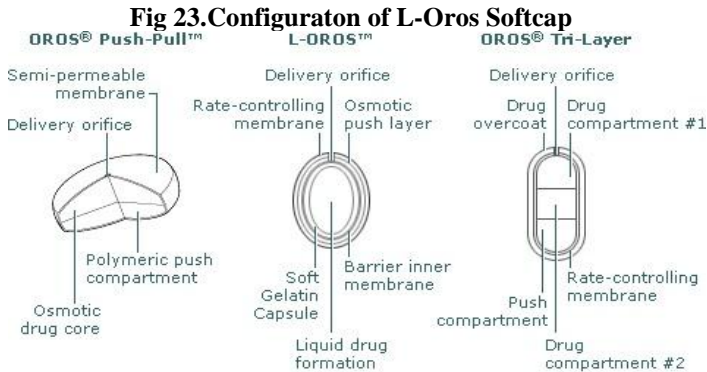 Fig 23.Configuraton of L-Oros Softcap
OROS® Push-Pull™
Semi-permeable
membrane
Delivery orifice
Polymeric push
compartment
Osmotic
drug core
L-OROS™
Delivery orifice
Rate-controlling
membrane
Osmotic
push layer
Soft
Gelatin
Capsule
Barrier inner
membrane
Liquid drug
formation
OROS® Tri-Layer
Delivery orifice
Drug
overcoat
Drug
compartment #1
Push
compartment
Rate-controlling
membrane
Drug
compartment #2